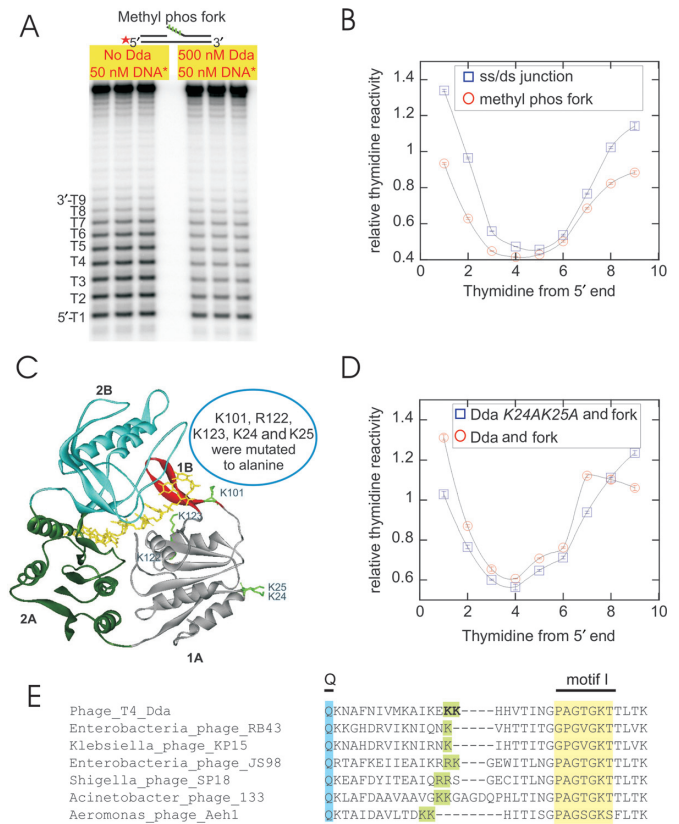 A
Methyl phos fork
5′ 3′
No Dda
50 nM DNA*
500 nM Dda
50 nM DNA*
3′-T9
T8
T7
T6
T5
T4
T3
T2
5′-T1
B
ss/ds junction
methyl phos fork
relative thymidine reactivity
1.4
1.2
1
0.8
0.6
0.4
0 2 4 6 8 10
Thymidine from 5′ end
C
2B
K101, R122,
K123, K24 and K25
were mutated
to alanine
1B
K101
K123
K122
K25
K24
2A
1A
D
Dda K24AK25A and fork
Dda and fork
relative thymidine reactivity
1.4
1.2
1
0.8
0.6
0 2 4 6 8 10
Thymidine from 5′ end
E
Q motif I
Phage_T4_Dda QKNAFNIVMKAIKEKK----HHVTINGPAGTGKTTLTK
Enterobacteria_phage_RB43 QKKGHDRVIKNIQNK-----IHVTINGGPGVGKTTLVK
Klebsiella_phage_KP15 QKNAHDRVIKNIRNK-----IHVTINGGPGVGKTTLVK
Enterobacteria_phage_JS98 QRTAFKEIIEAIKRK----GEWITLNGPAGTGKTTLTK
Shigella_phage_SP18 QKEAFDYITEAIQRRS----GECITLNGPAGTGKTTLTK
Acinetobacter_phage_133 QKLAFDAAVAAVGKKGAGDQPHLTINGPAGTGKTTLTK
Aeromonas_phage_Aeh1 QKTAIDAVLTDKK-------HWITISGPAGSGKSFLTK